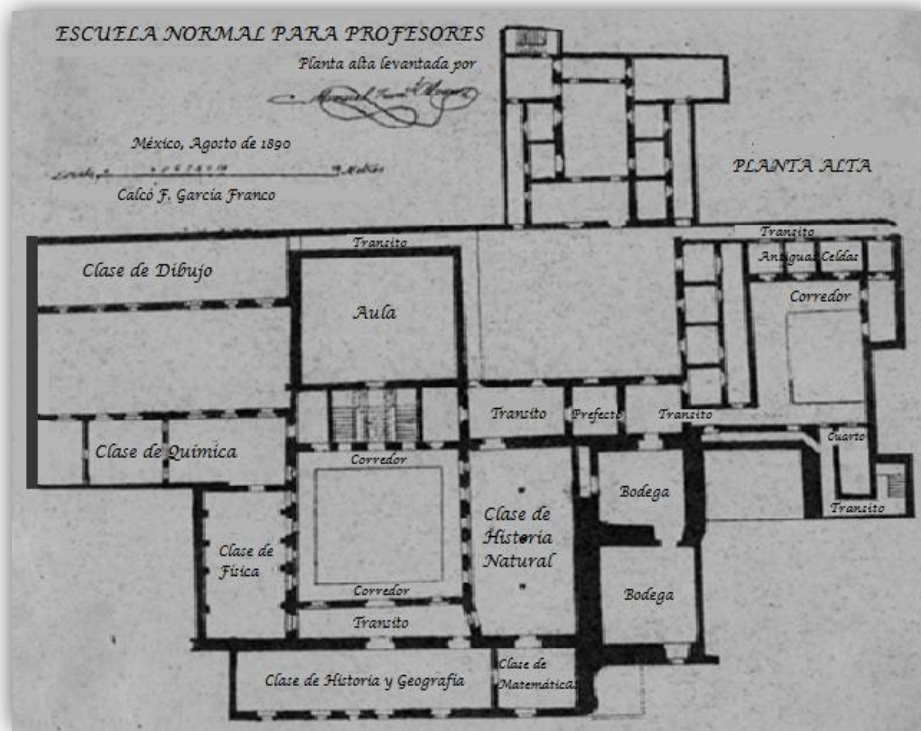 ESCUELA NORMAL PARA PROFESORES
Planta alta levantada por
México, Agosto de 1890
Calcó F. García Franco
PLANTA ALTA
Transito
Transito
Clase de Dibujo
Antiguas Celdas
Corredor
Aula
Transito
Prefecto
Transito
Cuarto
Clase de Química
Corredor
Bodega
Clase de
Historia
Natural
Transito
Clase de
Física
Corredor
Bodega
Transito
Clase de Historia y Geografía
Clase de
Matemáticas